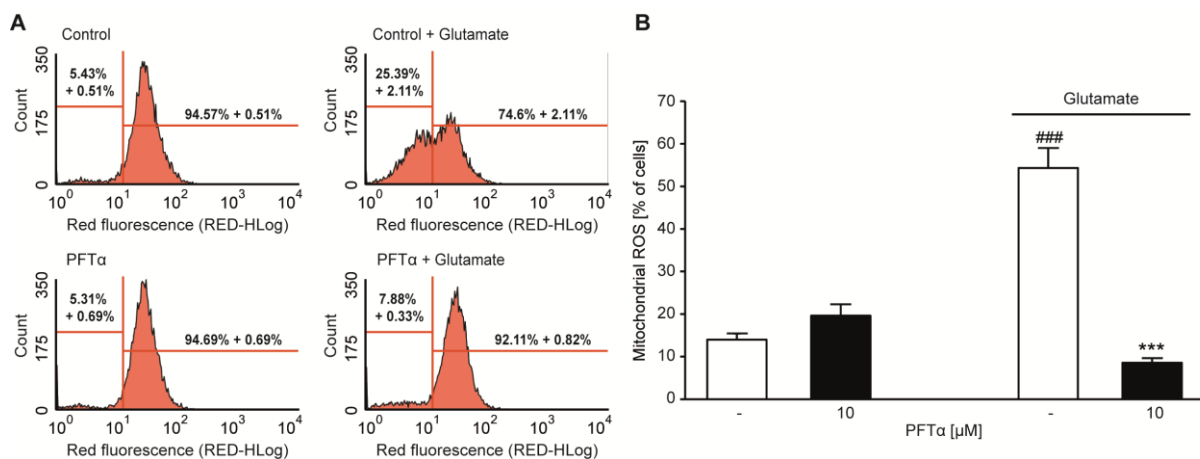 A
Control
350
175
0
Count
5.43%
+ 0.51%
94.57% + 0.51%
10^0 10^1 10^2 10^3 10^4
Red fluorescence (RED-HLog)
Control + Glutamate
350
175
0
Count
25.39%
+ 2.11%
74.6% + 2.11%
10^0 10^1 10^2 10^3 10^4
Red fluorescence (RED-HLog)
PFTα
350
175
0
Count
5.31%
+ 0.69%
94.69% + 0.69%
10^0 10^1 10^2 10^3 10^4
Red fluorescence (RED-HLog)
PFTα + Glutamate
350
175
0
Count
7.88%
+ 0.33%
92.11% + 0.82%
10^0 10^1 10^2 10^3 10^4
Red fluorescence (RED-HLog)
B
Mitochondrial ROS [% of cells]
70
60
50
40
30
20
10
0
Glutamate
###
***
- 10 - 10
PFTα [µM]